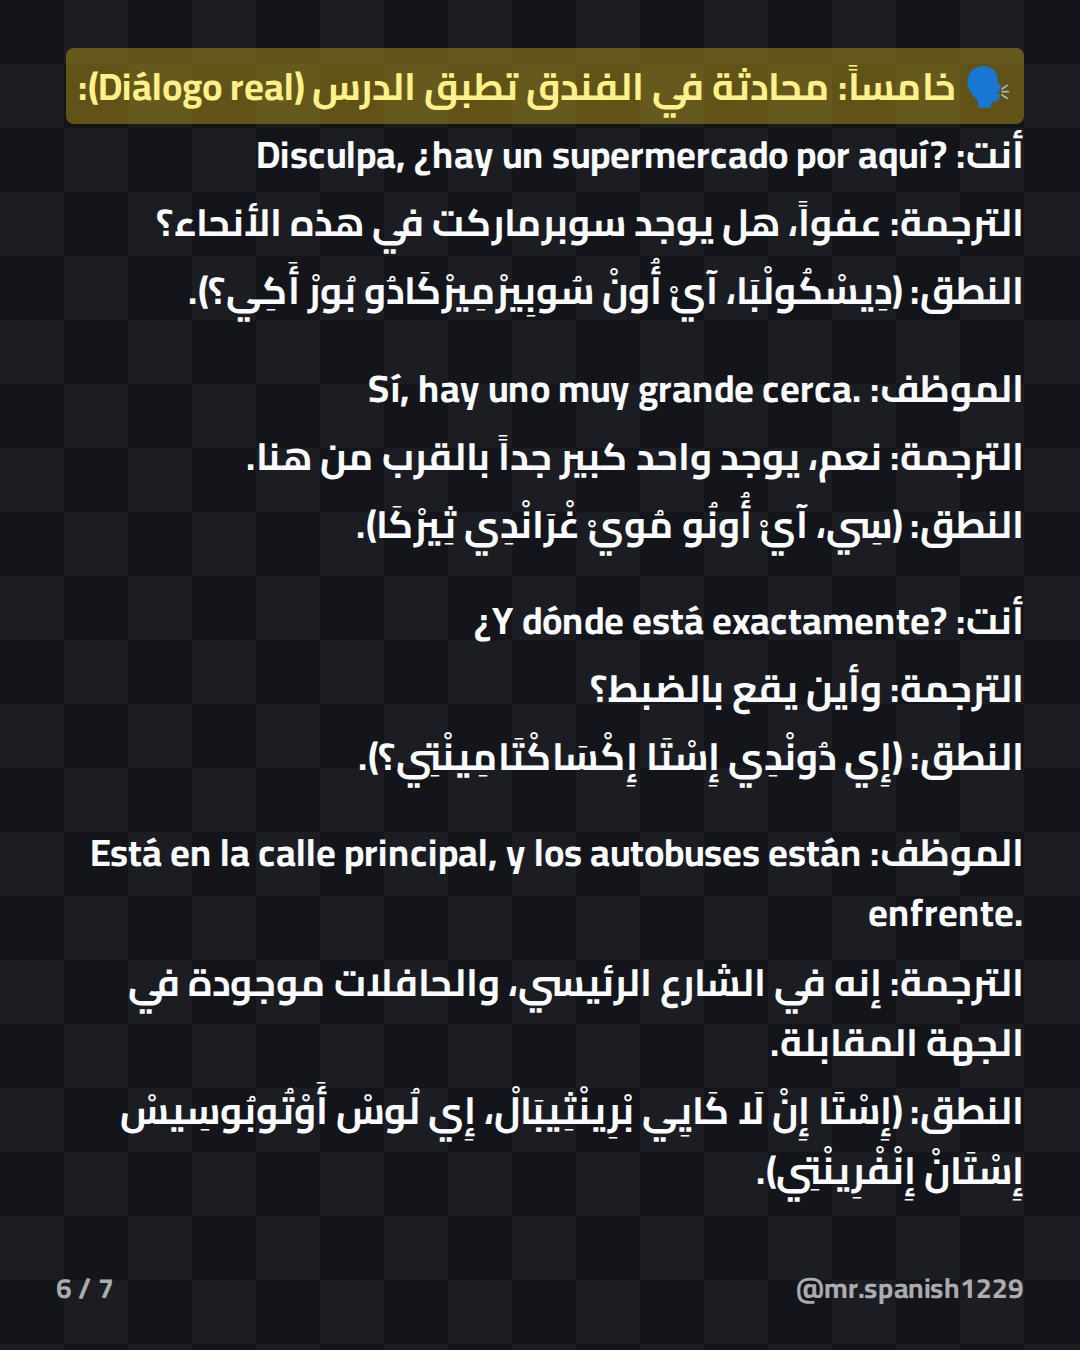 🗣️ خامساً: محادثة في الفندق تطبق الدرس (Diálogo real):
أنت: Disculpa, ¿hay un supermercado por aquí?
الترجمة: عفواً، هل يوجد سوبرماركت في هذه الأنحاء؟
النطق: (دِيسْكُولْبَا، آيْ أُونْ سُوبِيرْمِيرْكَادُو بُورْ أَكِي؟).
الموظف: Sí, hay uno muy grande cerca.
الترجمة: نعم، يوجد واحد كبير جداً بالقرب من هنا.
النطق: (سِي، آيْ أُونُو مُويْ غْرَانْدِي ثِيرْكَا).
أنت: ¿Y dónde está exactamente?
الترجمة: وأين يقع بالضبط؟
النطق: (إِي دُونْدِي إِسْتَا إِكْسَاكْتَامِينْتِي؟).
الموظف: Está en la calle principal, y los autobuses están
enfrente.
الترجمة: إنه في الشارع الرئيسي، والحافلات موجودة في
الجهة المقابلة.
النطق: (إِسْتَا إِنْ لَا كَايِي بْرِينْثِيبَالْ، إِي لُوسْ أَوْتُوبُوسِيسْ
إِسْتَانْ إِنْفْرِينْتِي).
6 / 7
@mr.spanish1229